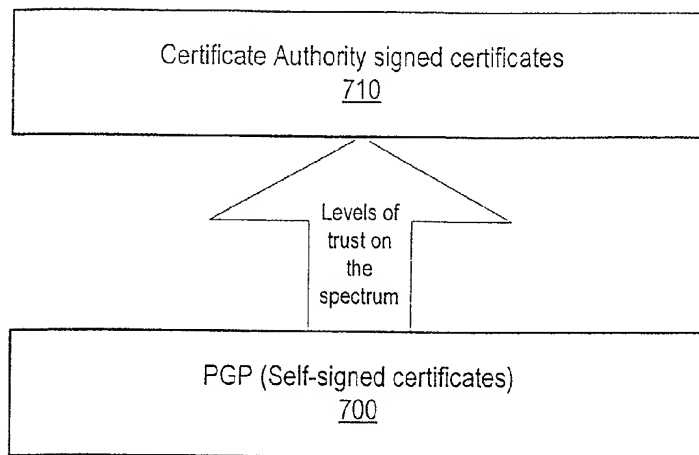 Certificate Authority signed certificates
710
Levels of
trust on
the
spectrum
PGP (Self-signed certificates)
700